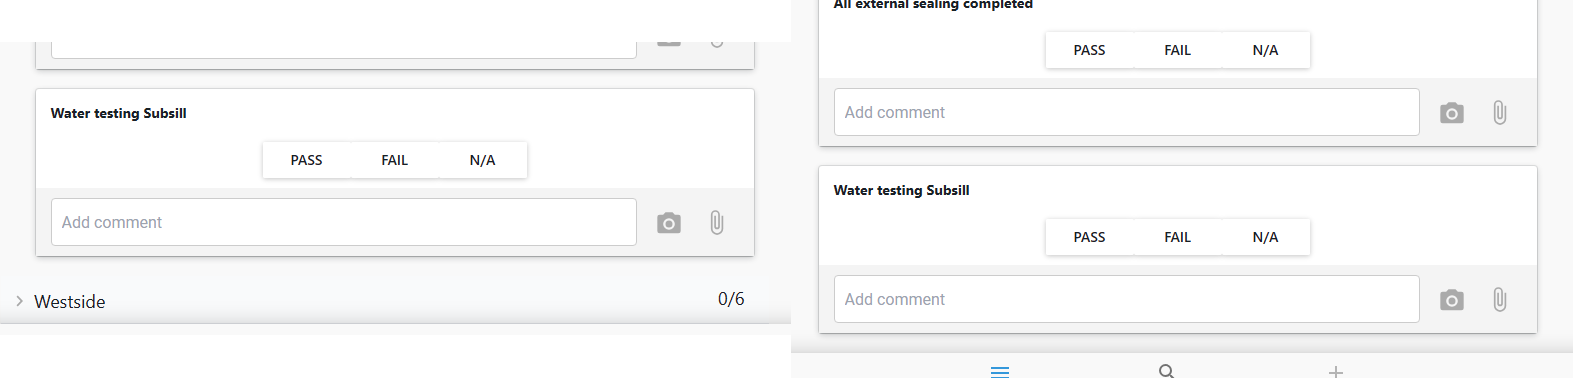 Water testing Subsill
PASS FAIL N/A
Add comment
Westside 0/6
All external sealing completed
PASS FAIL N/A
Add comment
Water testing Subsill
PASS FAIL N/A
Add comment